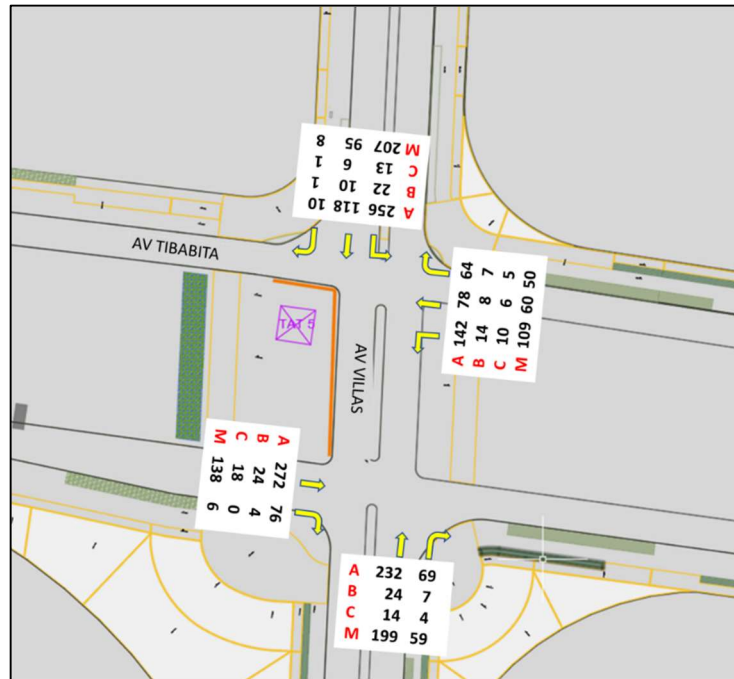 A 256 118 10
B 22 10 1
C 13 6 1
M 207 95 8
AV TIBABITA
A 142 78 64
B 14 8 7
C 10 6 5
M 109 60 50
TAT 5
AV VILLAS
A 272 76
B 24 4
C 18 0
M 138 6
A 232 69
B 24 7
C 14 4
M 199 59